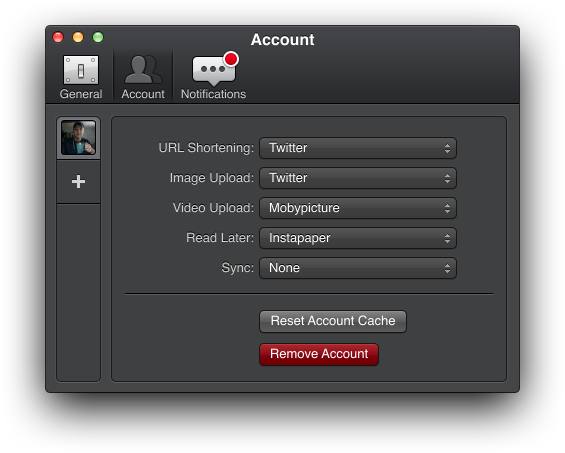 Account
General
Account
Notifications
URL Shortening: Twitter
Image Upload: Twitter
Video Upload: Mobypicture
Read Later: Instapaper
Sync: None
Reset Account Cache
Remove Account